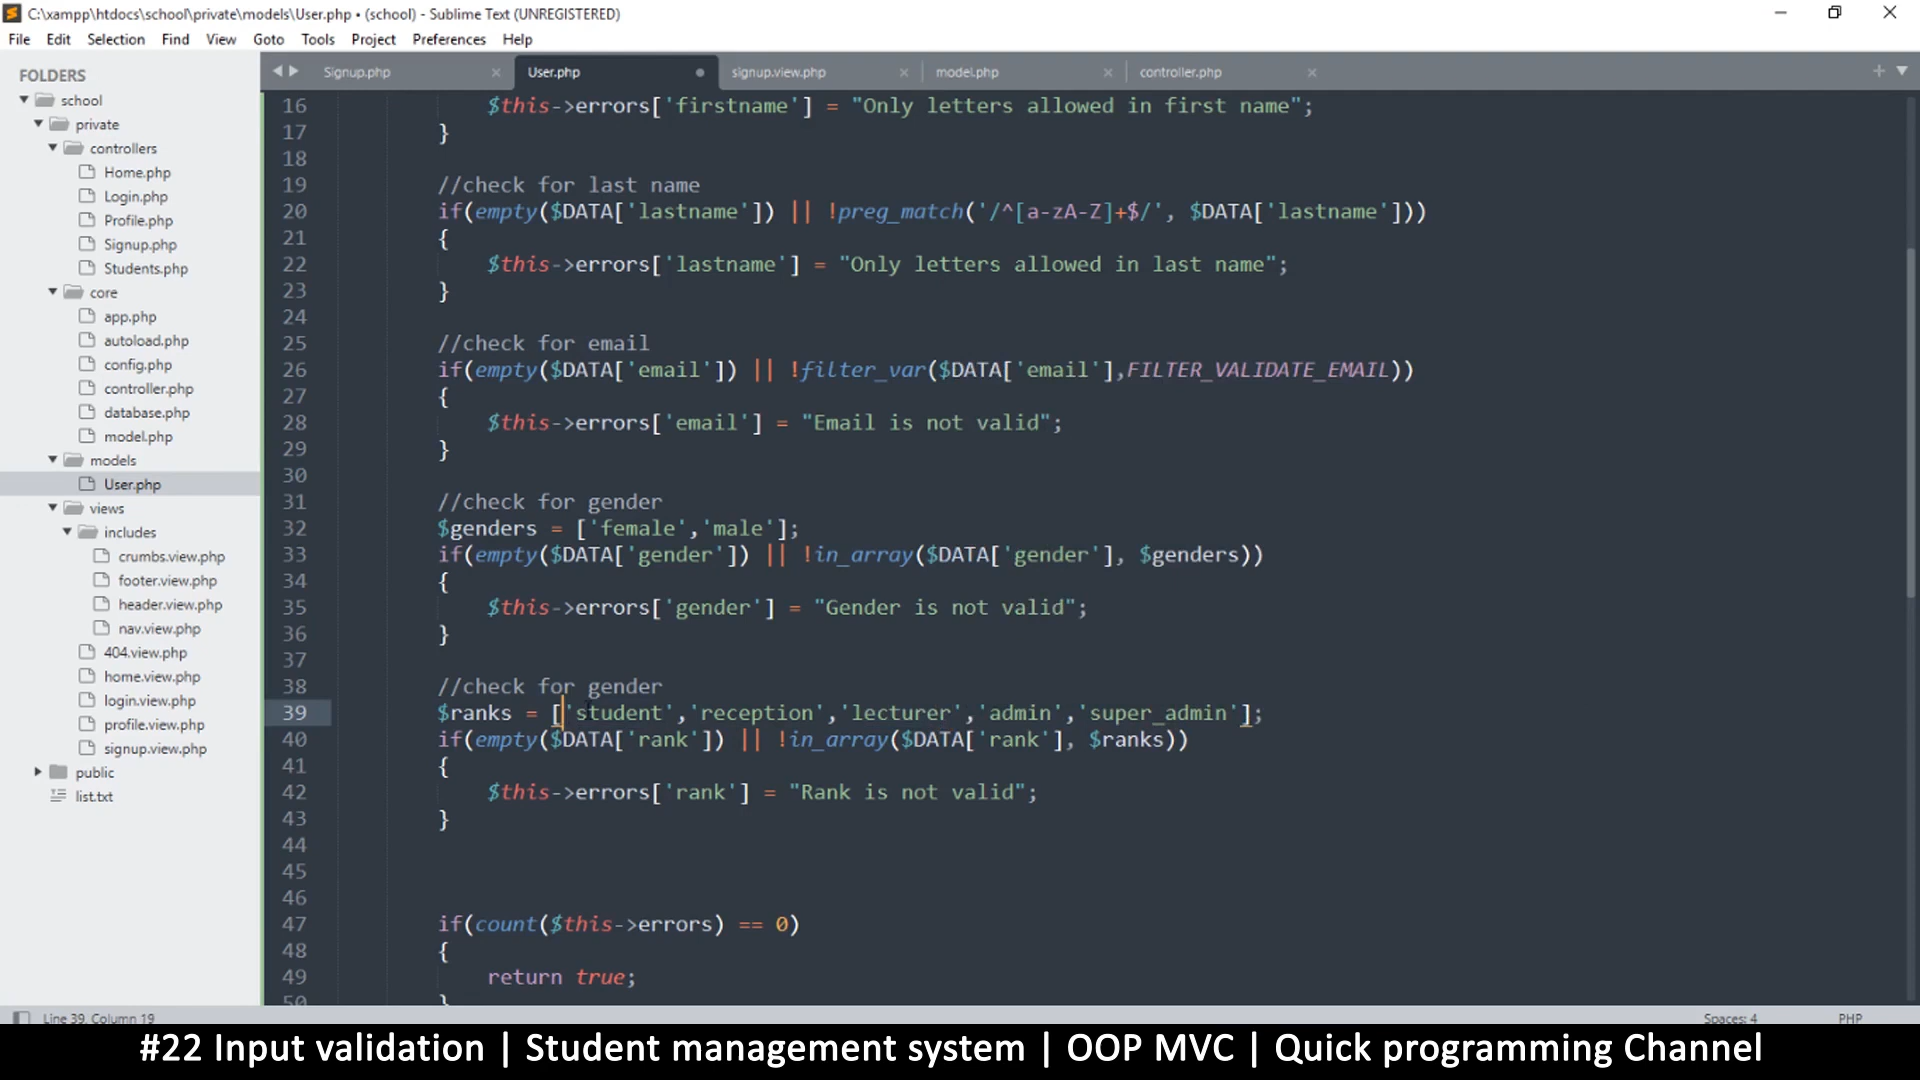 C:\xampp\htdocs\school\private\models\User.php • (school) - Sublime Text (UNREGISTERED)
File Edit Selection Find View Goto Tools Project Preferences Help
FOLDERS
school
private
controllers
Home.php
Login.php
Profile.php
Signup.php
Students.php
core
app.php
autoload.php
config.php
controller.php
database.php
model.php
models
User.php
views
includes
crumbs.view.php
footer.view.php
header.view.php
nav.view.php
404.view.php
home.view.php
login.view.php
profile.view.php
signup.view.php
public
list.txt
Signup.php User.php signup.view.php model.php controller.php
16 $this->errors['firstname'] = "Only letters allowed in first name";
17 }
18
19 //check for last name
20 if(empty($DATA['lastname']) || !preg_match('/^[a-zA-Z]+$/', $DATA['lastname']))
21 {
22 $this->errors['lastname'] = "Only letters allowed in last name";
23 }
24
25 //check for email
26 if(empty($DATA['email']) || !filter_var($DATA['email'],FILTER_VALIDATE_EMAIL))
27 {
28 $this->errors['email'] = "Email is not valid";
29 }
30
31 //check for gender
32 $genders = ['female','male'];
33 if(empty($DATA['gender']) || !in_array($DATA['gender'], $genders))
34 {
35 $this->errors['gender'] = "Gender is not valid";
36 }
37
38 //check for gender
39 $ranks = ['student','reception','lecturer','admin','super_admin'];
40 if(empty($DATA['rank']) || !in_array($DATA['rank'], $ranks))
41 {
42 $this->errors['rank'] = "Rank is not valid";
43 }
44
45
46
47 if(count($this->errors) == 0)
48 {
49 return true;
50 }
Line 39, Column 19 Spaces: 4 PHP
#22 Input validation | Student management system | OOP MVC | Quick programming Channel